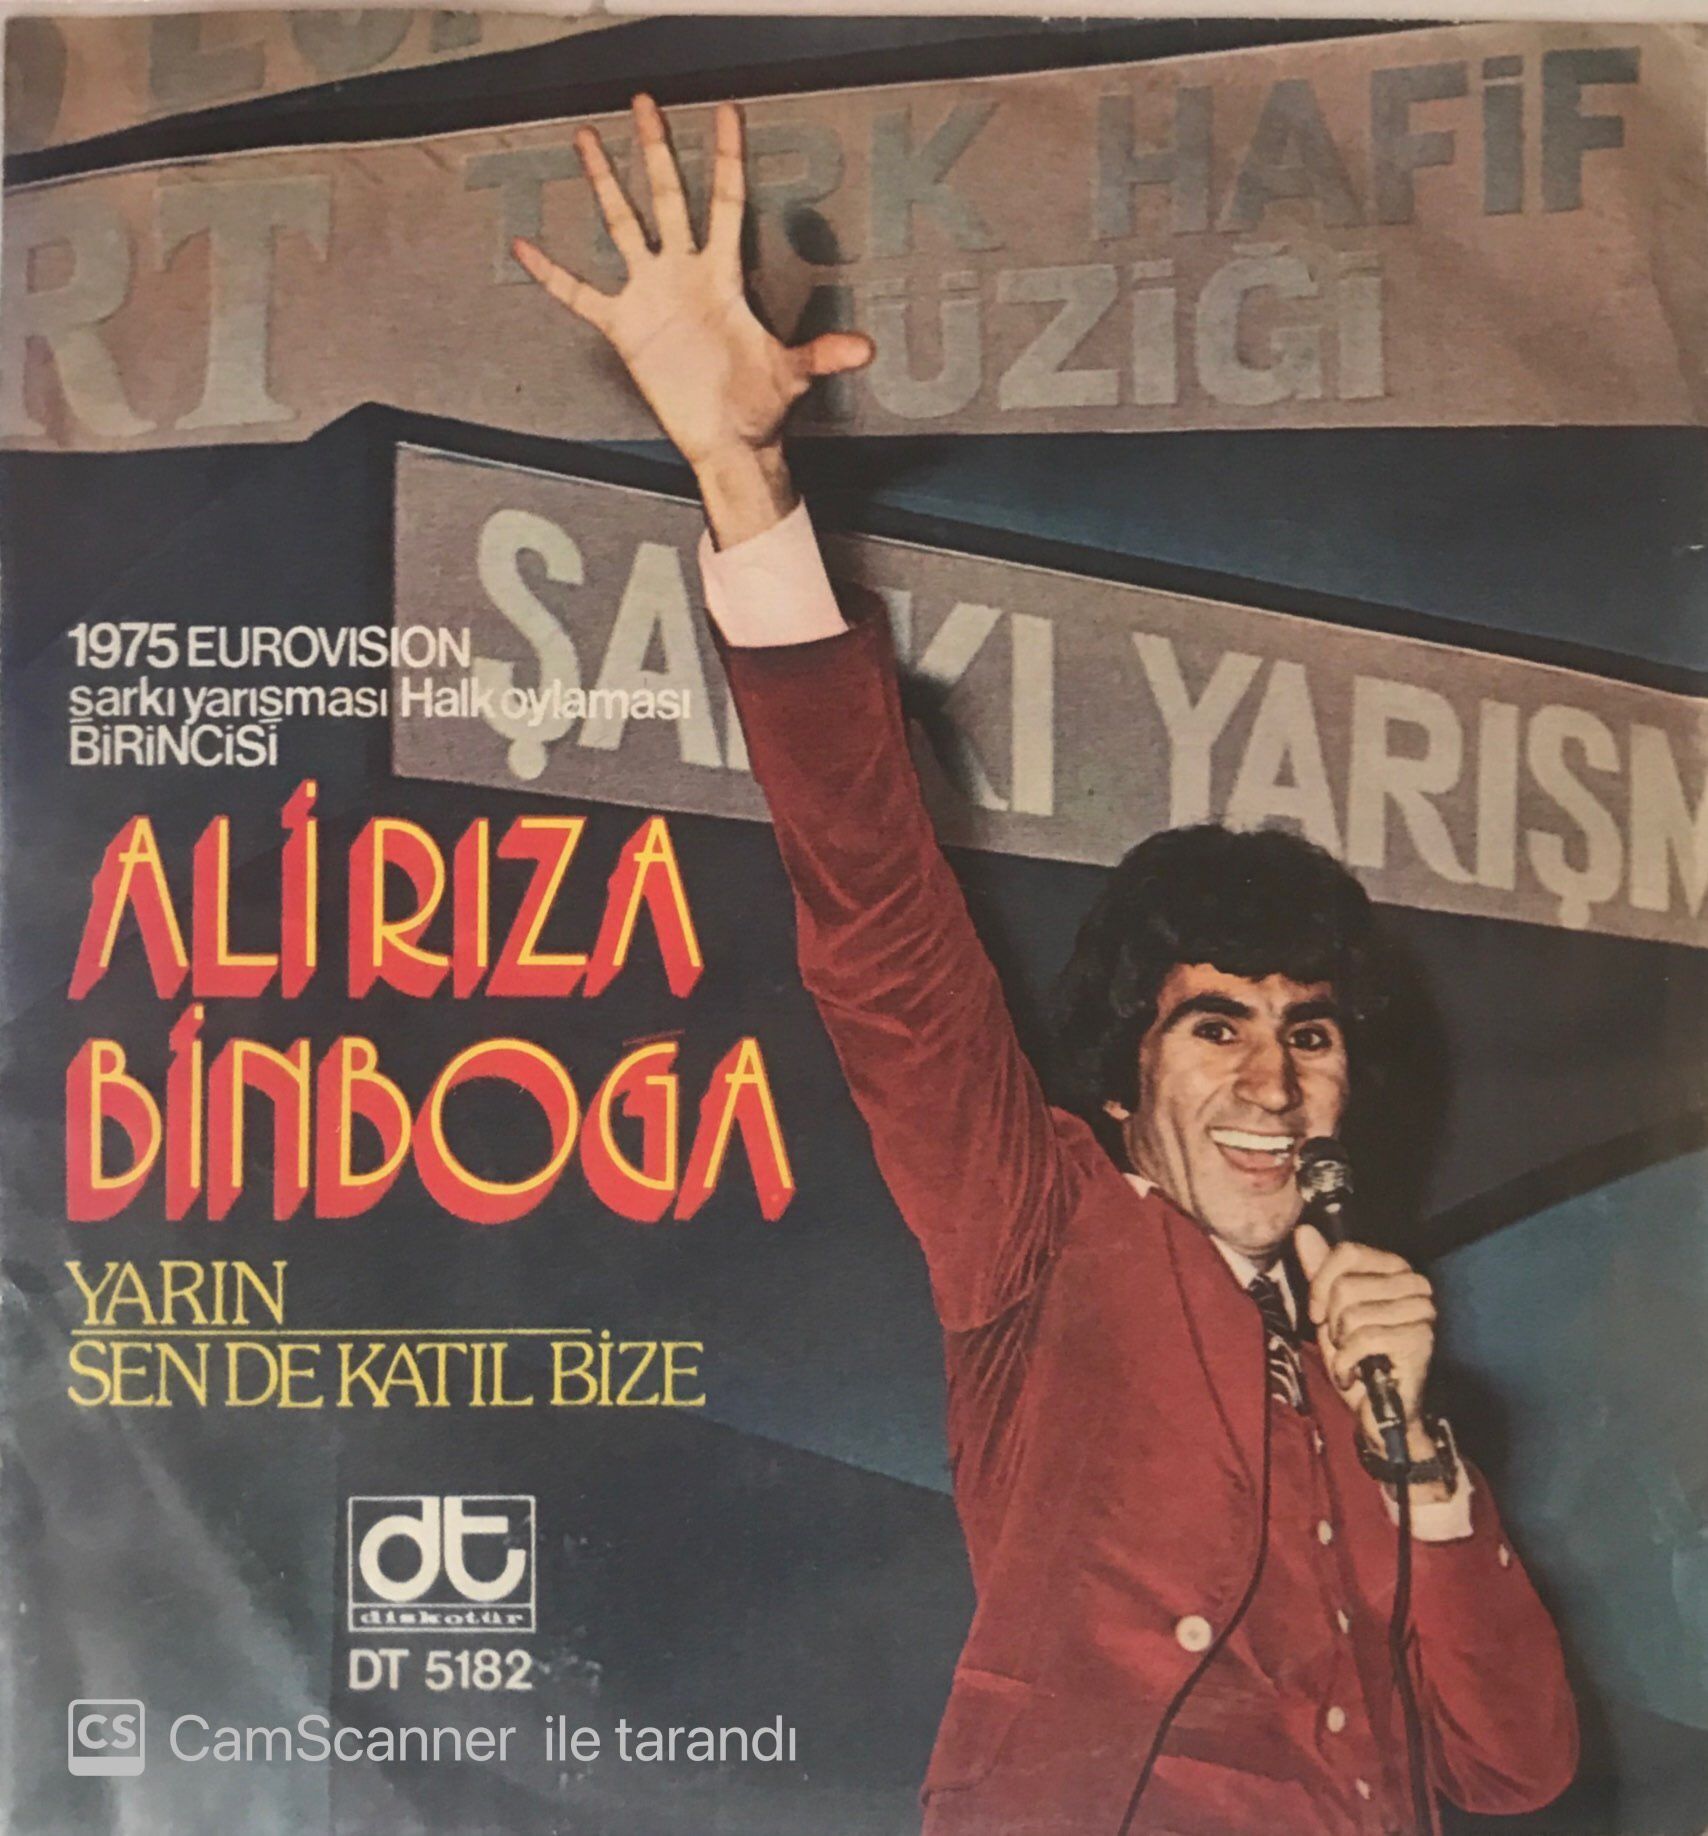 RT TÜRK HAFİF
MÜZİĞİ
ŞARKI YARIŞM
1975 EUROVISION
şarkı yarışması Halk oylaması
BİRİNCİSİ
ALİ RIZA
BİNBOĞA
YARIN
SEN DE KATIL BİZE
dt
diskotür
DT 5182
CS CamScanner ile tarandı